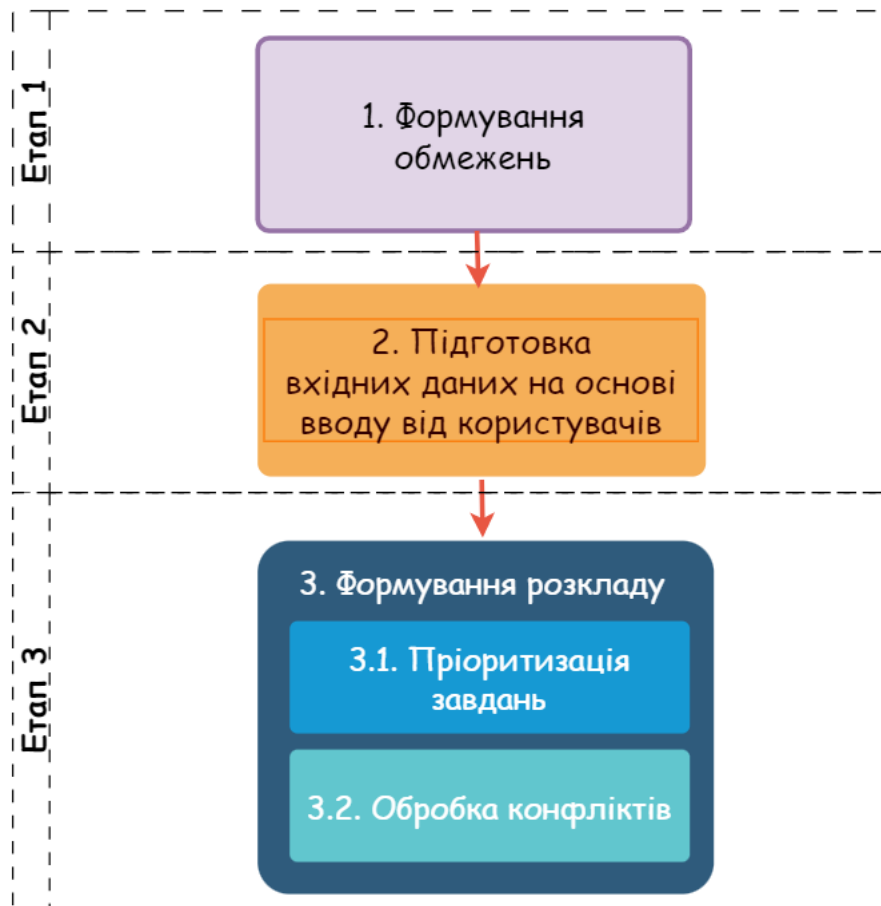 Етап 1
1. Формування
обмежень
Етап 2
2. Підготовка
вхідних даних на основі
вводу від користувачів
Етап 3
3. Формування розкладу
3.1. Пріоритизація
завдань
3.2. Обробка конфліктів